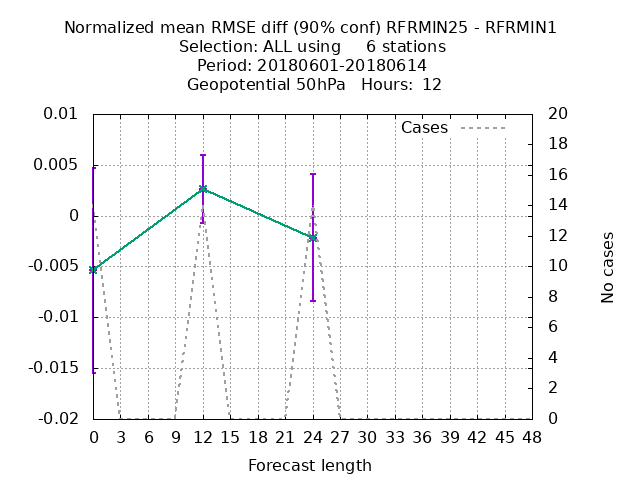 Normalized mean RMSE diff (90% conf) RFRMIN25 - RFRMIN1
Selection: ALL using     6 stations
Period: 20180601-20180614
Geopotential 50hPa   Hours:  12
Cases
0.01
0.005
0
-0.005
-0.01
-0.015
-0.02
20
18
16
14
12
10
8
6
4
2
0
No cases
0 3 6 9 12 15 18 21 24 27 30 33 36 39 42 45 48
Forecast length